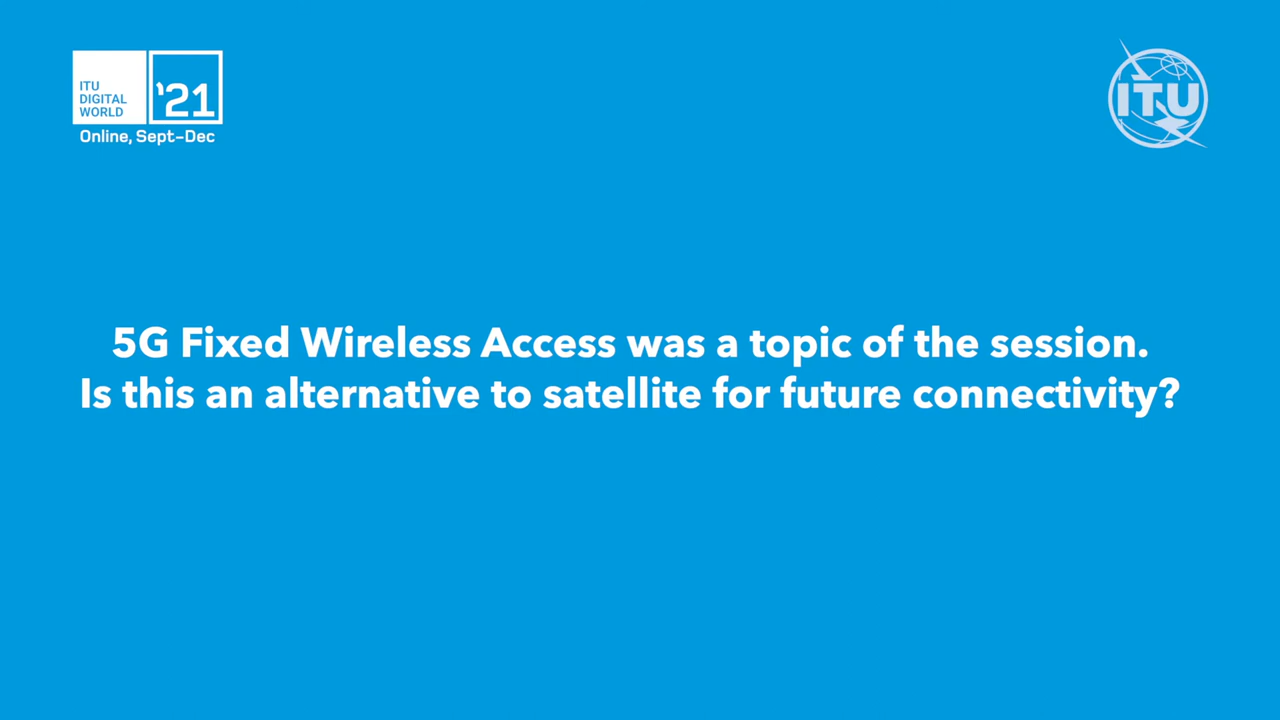 ITU
DIGITAL
WORLD
'21
Online, Sept-Dec
ITU
5G Fixed Wireless Access was a topic of the session.
Is this an alternative to satellite for future connectivity?